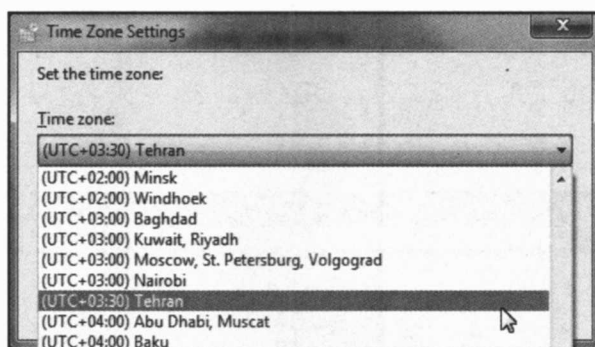 Time Zone Settings
Set the time zone:
Time zone:
(UTC+03:30) Tehran
(UTC+02:00) Minsk
(UTC+02:00) Windhoek
(UTC+03:00) Baghdad
(UTC+03:00) Kuwait, Riyadh
(UTC+03:00) Moscow, St. Petersburg, Volgograd
(UTC+03:00) Nairobi
(UTC+03:30) Tehran
(UTC+04:00) Abu Dhabi, Muscat
(UTC+04:00) Baku